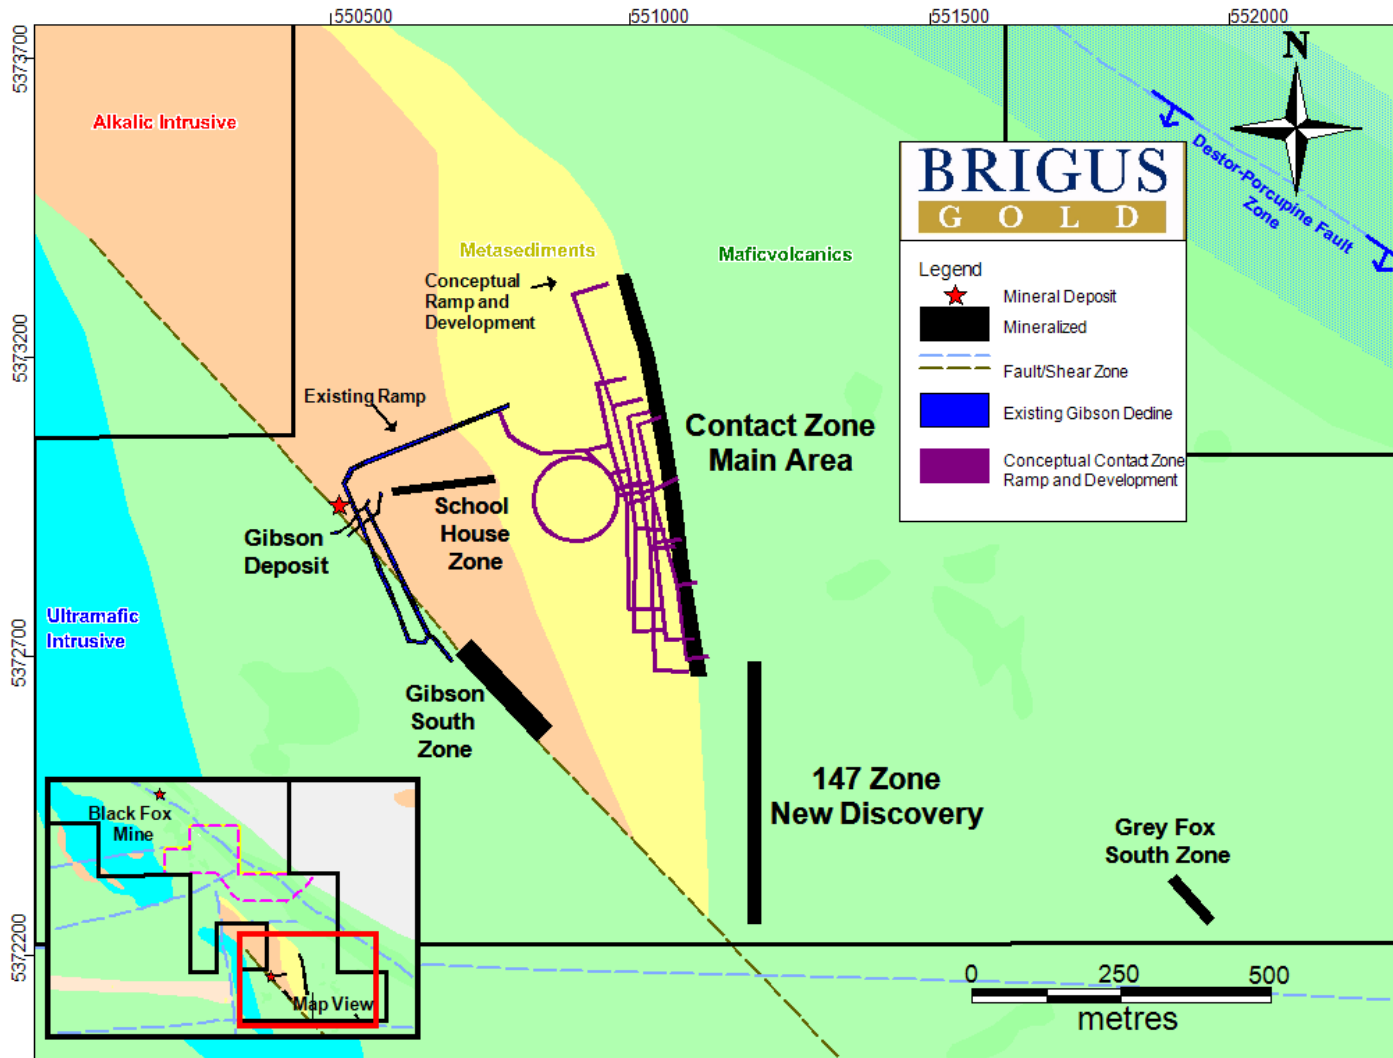 550500
551000
551500
552000
5373700
5373200
5372700
5372200
N
Alkalic Intrusive
Metasediments
Maficvolcanics
Destor-Porcupine Fault
Zone
BRIGUS
GOLD
Legend
Mineral Deposit
Mineralized
Fault/Shear Zone
Existing Gibson Decline
Conceptual Contact Zone
Ramp and Development
Conceptual
Ramp and
Development
Existing Ramp
Contact Zone
Main Area
School
House
Zone
Gibson
Deposit
Ultramafic
Intrusive
Gibson
South
Zone
147 Zone
New Discovery
Grey Fox
South Zone
Black Fox
Mine
Map View
0 250 500
metres